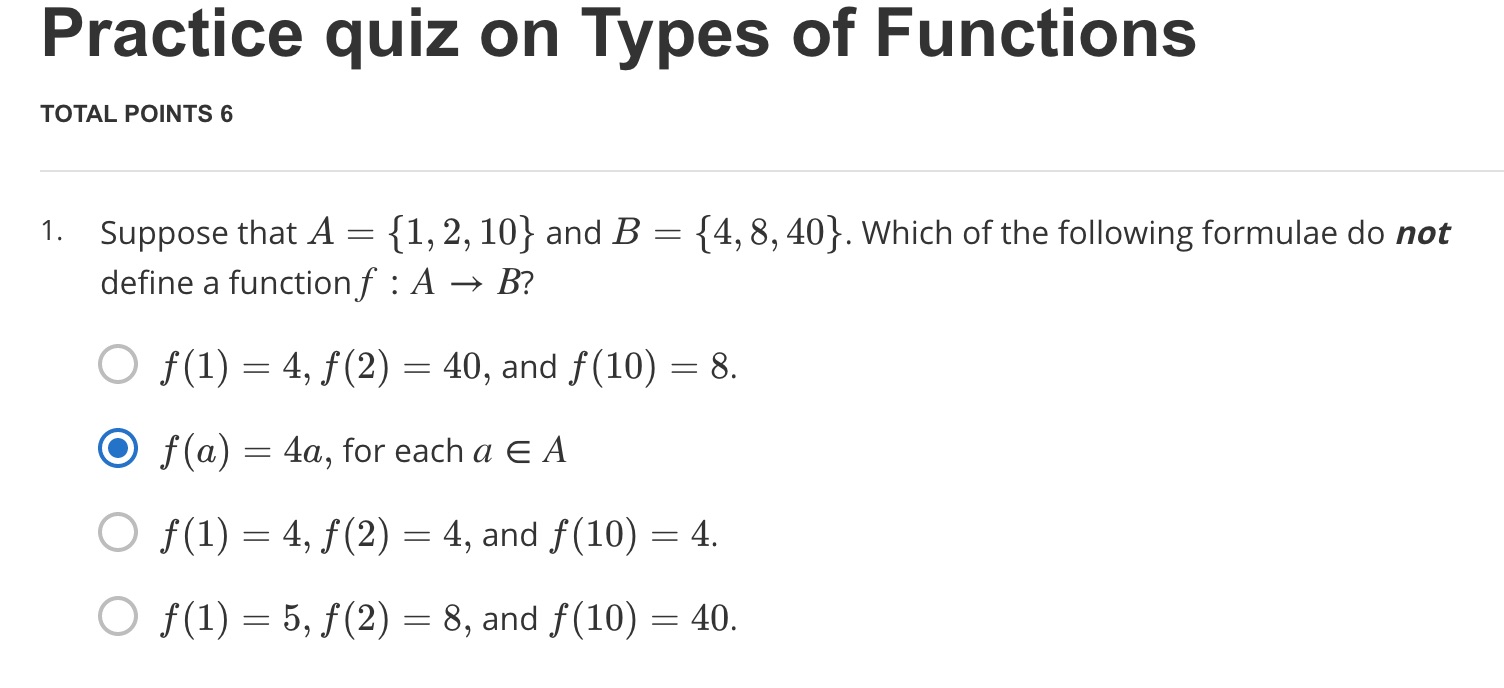 Practice quiz on Types of Functions
TOTAL POINTS 6
1. Suppose that A = {1, 2, 10} and B = {4, 8, 40}. Which of the following formulae do not
define a function f : A → B?
f(1) = 4, f(2) = 40, and f(10) = 8.
f(a) = 4a, for each a ∈ A
f(1) = 4, f(2) = 4, and f(10) = 4.
f(1) = 5, f(2) = 8, and f(10) = 40.